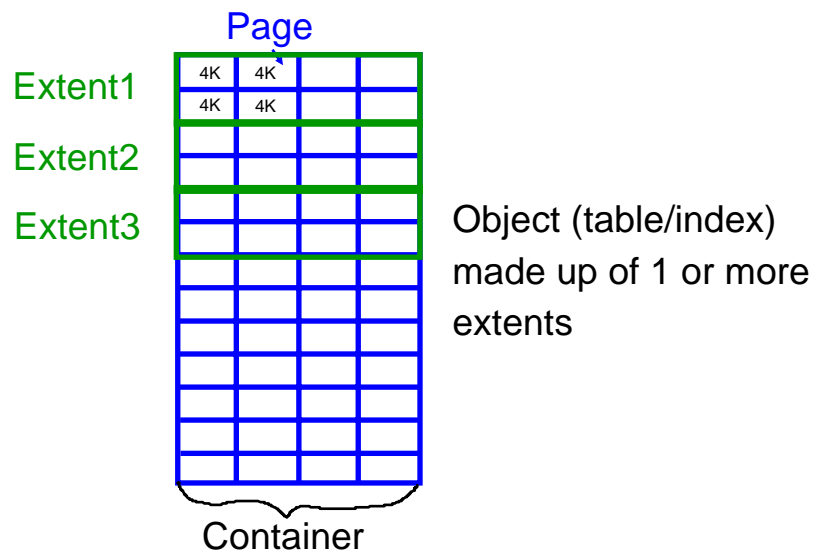 Page
Extent1
4K 4K
4K 4K
Extent2
Extent3
Object (table/index)
made up of 1 or more
extents
Container